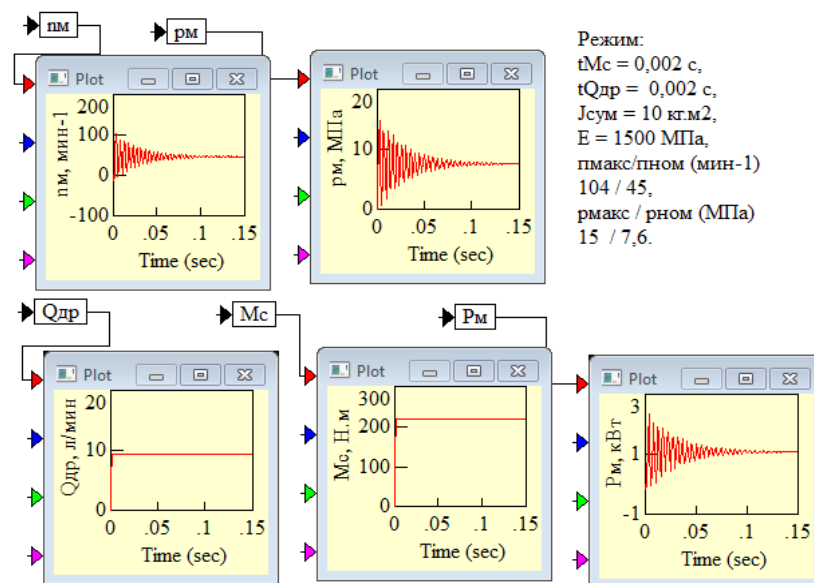 nм
pм
Plot
nм, мин-1
200
100
0
-100
0 .05 .1 .15
Time (sec)
Plot
pм, МПа
20
10
0
0 .05 .1 .15
Time (sec)
Режим:
tMc = 0,002 с,
tQдр = 0,002 с,
Jсум = 10 кг.м2,
E = 1500 МПа,
пмакс/пном (мин-1)
104 / 45,
pмакс / pном (МПа)
15 / 7,6.
Qдр
Mc
Pм
Plot
Qдр, л/мин
20
10
0
0 .05 .1 .15
Time (sec)
Plot
Mc, Н.м
300
200
100
0
0 .05 .1 .15
Time (sec)
Plot
Pм, кВт
3
1
-1
0 .05 .1 .15
Time (sec)